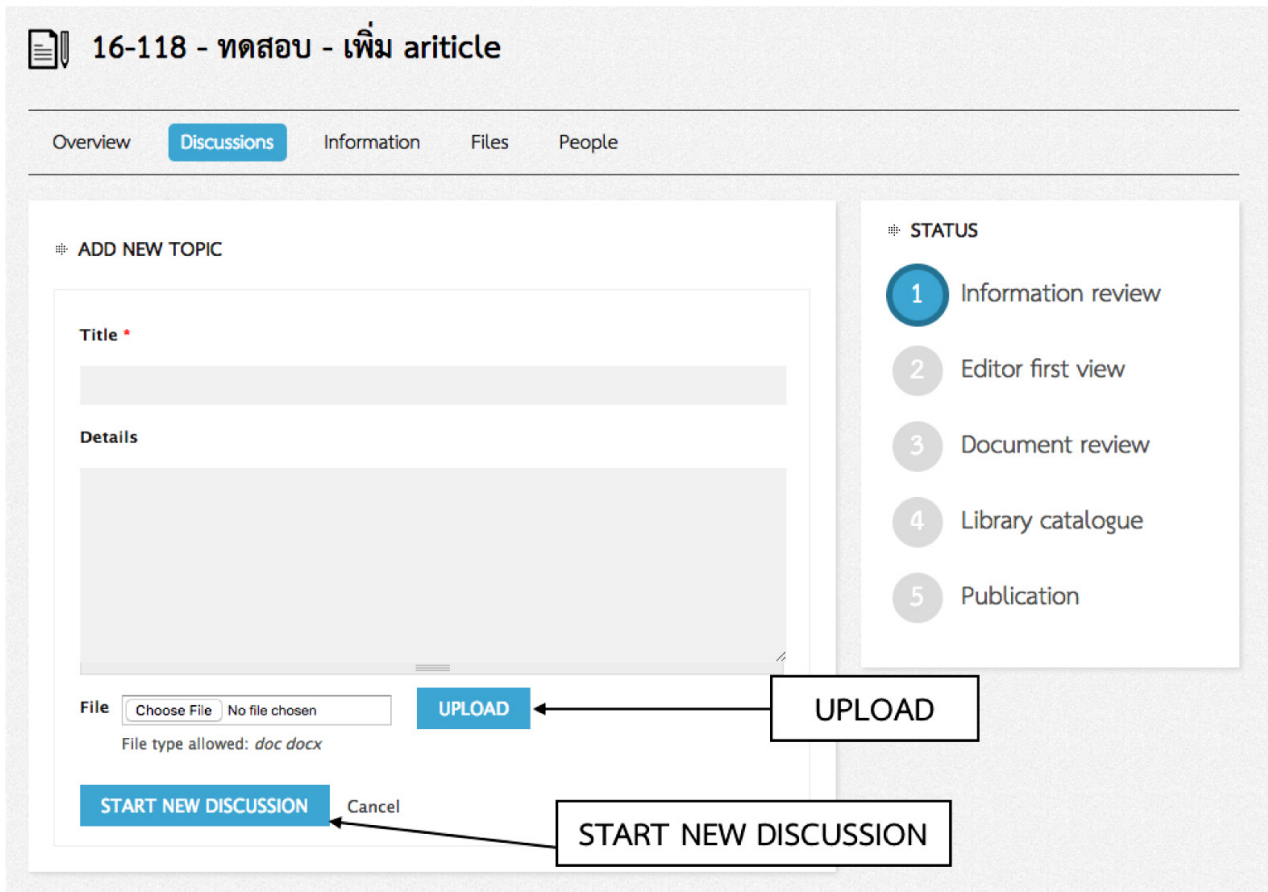 16-118 - ทดสอบ - เพิ่ม ariticle
Overview Discussions Information Files People
ADD NEW TOPIC
Title *
Details
File Choose File No file chosen UPLOAD
File type allowed: doc docx
START NEW DISCUSSION Cancel
STATUS
1 Information review
2 Editor first view
3 Document review
4 Library catalogue
5 Publication
UPLOAD
START NEW DISCUSSION